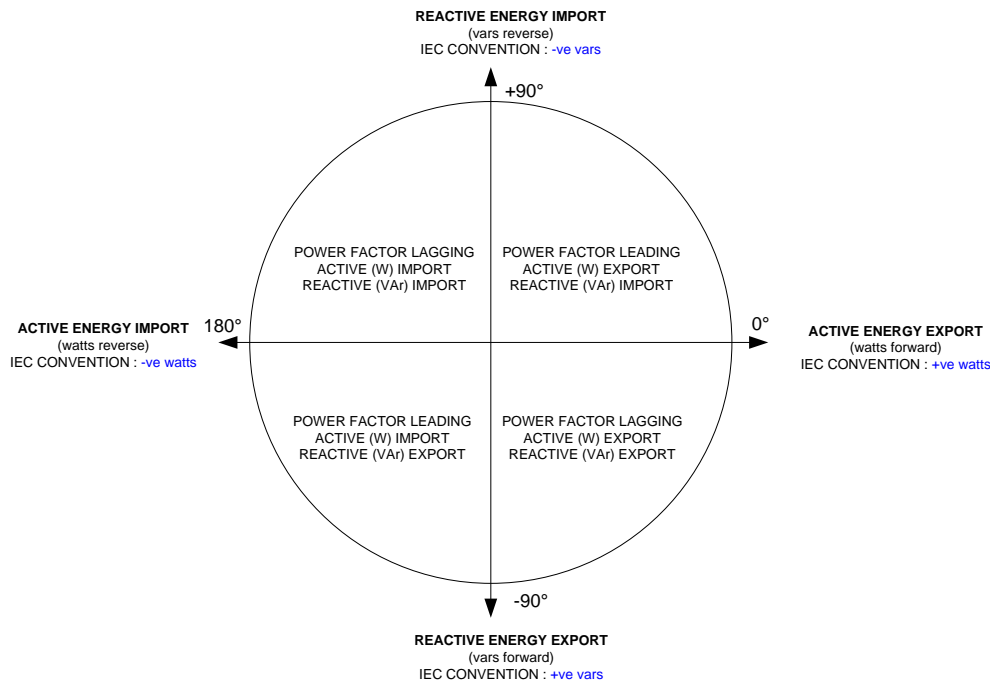 REACTIVE ENERGY IMPORT
(vars reverse)
IEC CONVENTION : -ve vars
+90°
POWER FACTOR LAGGING
ACTIVE (W) IMPORT
REACTIVE (VAr) IMPORT
POWER FACTOR LEADING
ACTIVE (W) EXPORT
REACTIVE (VAr) IMPORT
ACTIVE ENERGY IMPORT
(watts reverse)
IEC CONVENTION : -ve watts
180°
0°
ACTIVE ENERGY EXPORT
(watts forward)
IEC CONVENTION : +ve watts
POWER FACTOR LEADING
ACTIVE (W) IMPORT
REACTIVE (VAr) EXPORT
POWER FACTOR LAGGING
ACTIVE (W) EXPORT
REACTIVE (VAr) EXPORT
-90°
REACTIVE ENERGY EXPORT
(vars forward)
IEC CONVENTION : +ve vars